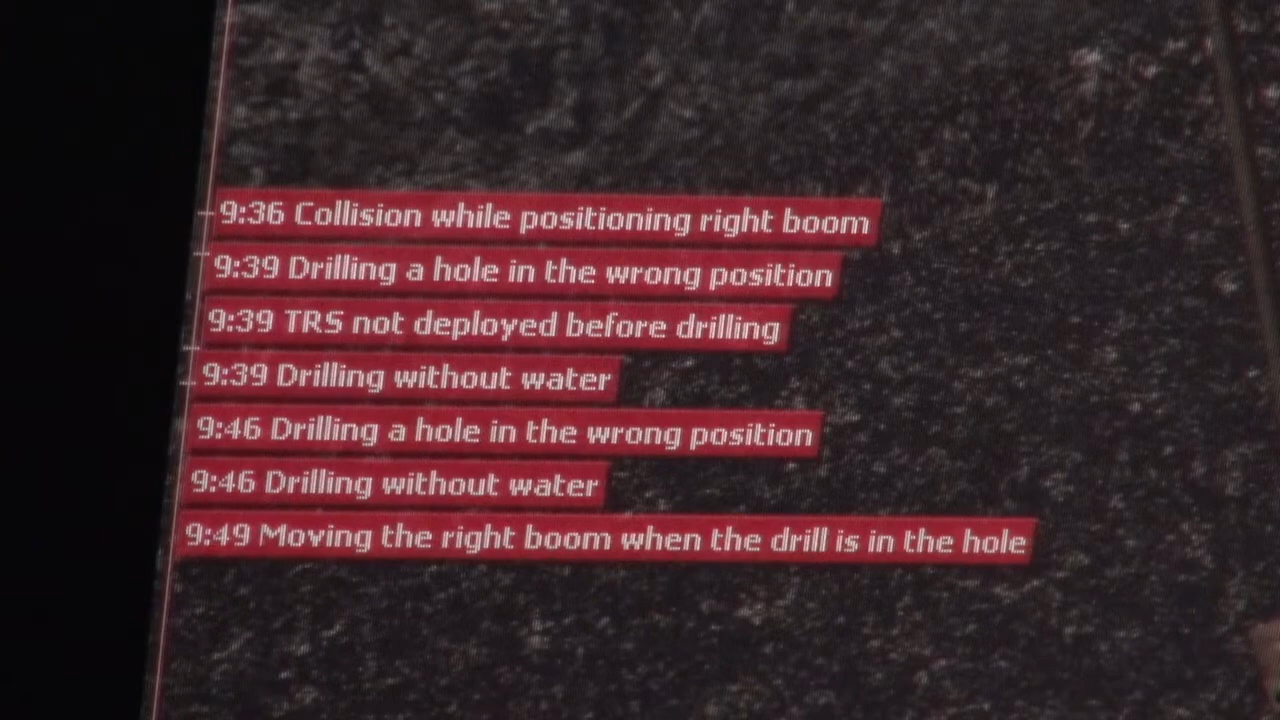 9:36 Collision while positioning right boom
9:39 Drilling a hole in the wrong position
9:39 TRS not deployed before drilling
9:39 Drilling without water
9:46 Drilling a hole in the wrong position
9:46 Drilling without water
9:49 Moving the right boom when the drill is in the hole